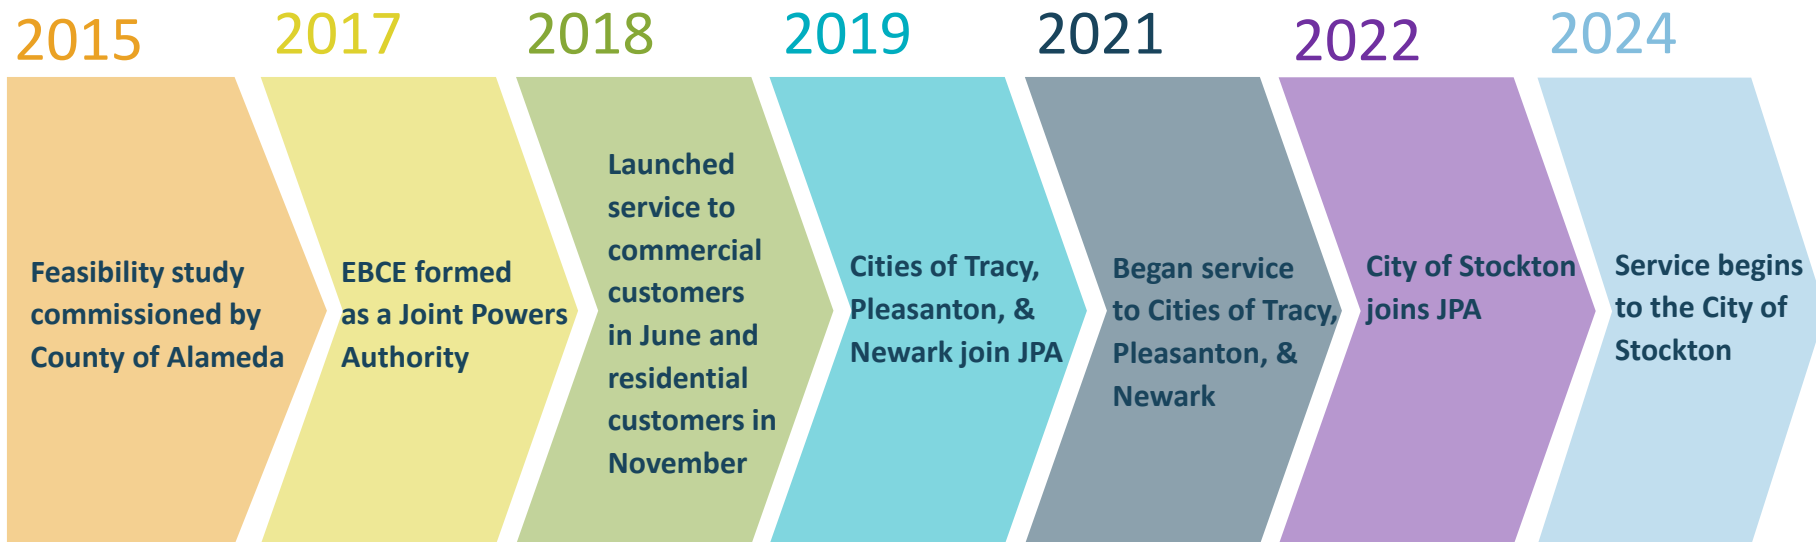 2015
Feasibility study
commissioned by
County of Alameda
2017
EBCE formed
as a Joint Powers
Authority
2018
Launched
service to
commercial
customers
in June and
residential
customers in
November
2019
Cities of Tracy,
Pleasanton, &
Newark join JPA
2021
Began service
to Cities of Tracy,
Pleasanton, &
Newark
2022
City of Stockton
joins JPA
2024
Service begins
to the City of
Stockton